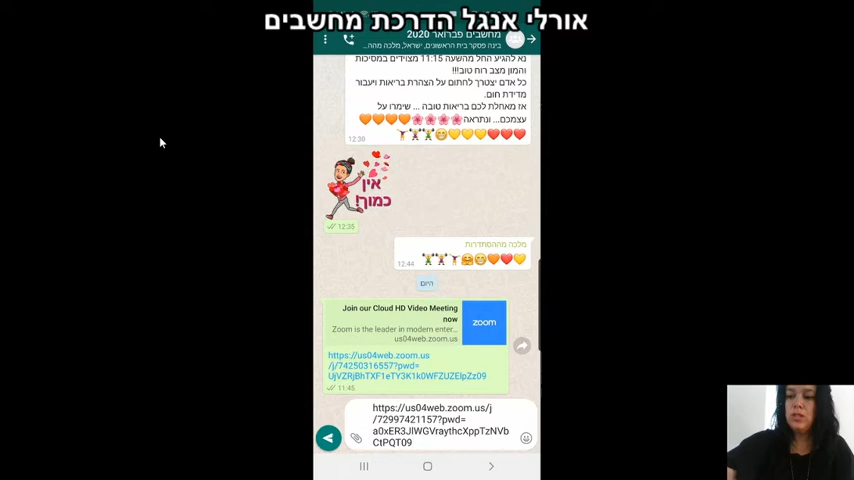 אורלי אנגל הדרכת מחשבים
מחשבים פברואר 2020
בינה פסקר בית הראשונים, ישראל, מלכה מהה...
נא להגיע החל מהשעה 11:15 מצוידים במסיכות
והמון מצב רוח טוב!!!
כל אדם יצטרך לחתום על הצהרת בריאות ויעבור
מדידת חום.
אז מאחלת לכם בריאות טובה ... שימרו על
עצמכם... ונתראה
12:30
אין
כמוך!
12:35
מלכה מההסתדרות
12:44
היום
Join our Cloud HD Video Meeting
now
Zoom is the leader in modern enter...
us04web.zoom.us
zoom
https://us04web.zoom.us
/j/74250316557?pwd=
UjVZRjBhTXF1eTY3K1k0WFZUZElpZz09
11:45
https://us04web.zoom.us/j
/72997421157?pwd=
a0xER3JlWGVraythcXppTzNVb
CtPQT09